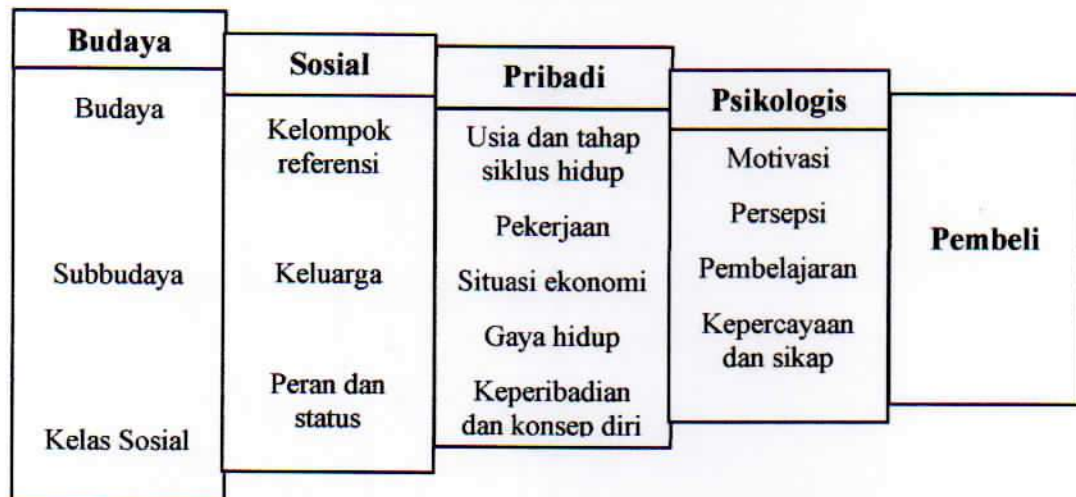 Budaya
Budaya
Subbudaya
Kelas Sosial
Sosial
Kelompok
referensi
Keluarga
Peran dan
status
Pribadi
Usia dan tahap
siklus hidup
Pekerjaan
Situasi ekonomi
Gaya hidup
Keperibadian
dan konsep diri
Psikologis
Motivasi
Persepsi
Pembelajaran
Kepercayaan
dan sikap
Pembeli